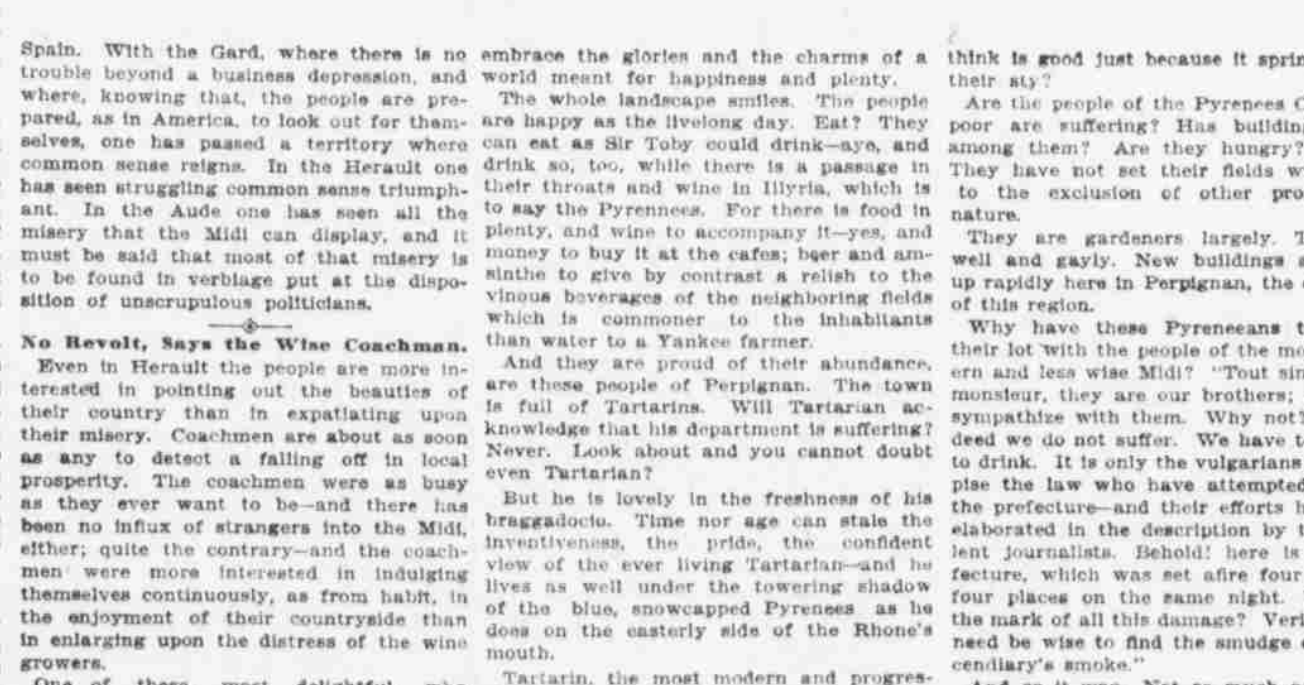 Spain. With the Gard, where there is no
trouble beyond a business depression, and
where, knowing that, the people are pre-
pared, as in America, to look out for them-
selves, one has passed a territory where
common sense reigns. In the Herault one
has seen struggling common sense triumph-
ant. In the Aude one has seen all the
misery that the Midi can display, and it
must be said that most of that misery is
to be found in verbiage put at the dispo-
sition of unscrupulous politicians.
No Revolt, Says the Wise Coachman.
Even in Herault the people are more in-
terested in pointing out the beauties of
their country than in expatiating upon
their misery. Coachmen are about as soon
as any to detect a falling off in local
prosperity. The coachmen were as busy
as they ever want to be—and there has
been no influx of strangers into the Midi,
either; quite the contrary—and the coach-
men were more interested in indulging
themselves continuously, as from habit, in
the enjoyment of their countryside than
in enlarging upon the distress of the wine
growers.
One of these, most delightful
embrace the glories and the charms of a
world meant for happiness and plenty.
The whole landscape smiles. The people
are happy as the livelong day. Eat? They
can eat as Sir Toby could drink—aye, and
drink so, too, while there is a passage in
their throats and wine in Illyria, which is
to say the Pyrennees. For there is food in
plenty, and wine to accompany it—yes, and
money to buy it at the cafes; beer and am-
sinthe to give by contrast a relish to the
vinous beverages of the neighboring fields
which is commoner to the inhabitants
than water to a Yankee farmer.
And they are proud of their abundance,
are these people of Perpignan. The town
is full of Tartarins. Will Tartarian ac-
knowledge that his department is suffering?
Never. Look about and you cannot doubt
even Tartarian?
But he is lovely in the freshness of his
braggadocio. Time nor age can stale the
inventiveness, the pride, the confident
view of the ever living Tartarian—and he
lives as well under the towering shadow
of the blue, snowcapped Pyrenees as he
does on the easterly side of the Rhone's
mouth.
Tartarin, the most modern and progres-
think is good just because it sprin
their sty?
Are the people of the Pyrenees O
poor are suffering? Has buildin
among them? Are they hungry?
They have not set their fields w
to the exclusion of other pro
nature.
They are gardeners largely. T
well and gayly. New buildings a
up rapidly here in Perpignan, the
of this region.
Why have these Pyreneeans t
their lot with the people of the mo
ern and less wise Midi? "Tout sim
monsieur, they are our brothers;
sympathize with them. Why not?
deed we do not suffer. We have to
to drink. It is only the vulgarians
pise the law who have attempted
the prefecture—and their efforts h
elaborated in the description by t
lent journalists. Behold! here is
fecture, which was set afire four
four places on the same night.
the mark of all this damage? Veri
need be wise to find the smudge
cendiary's smoke."